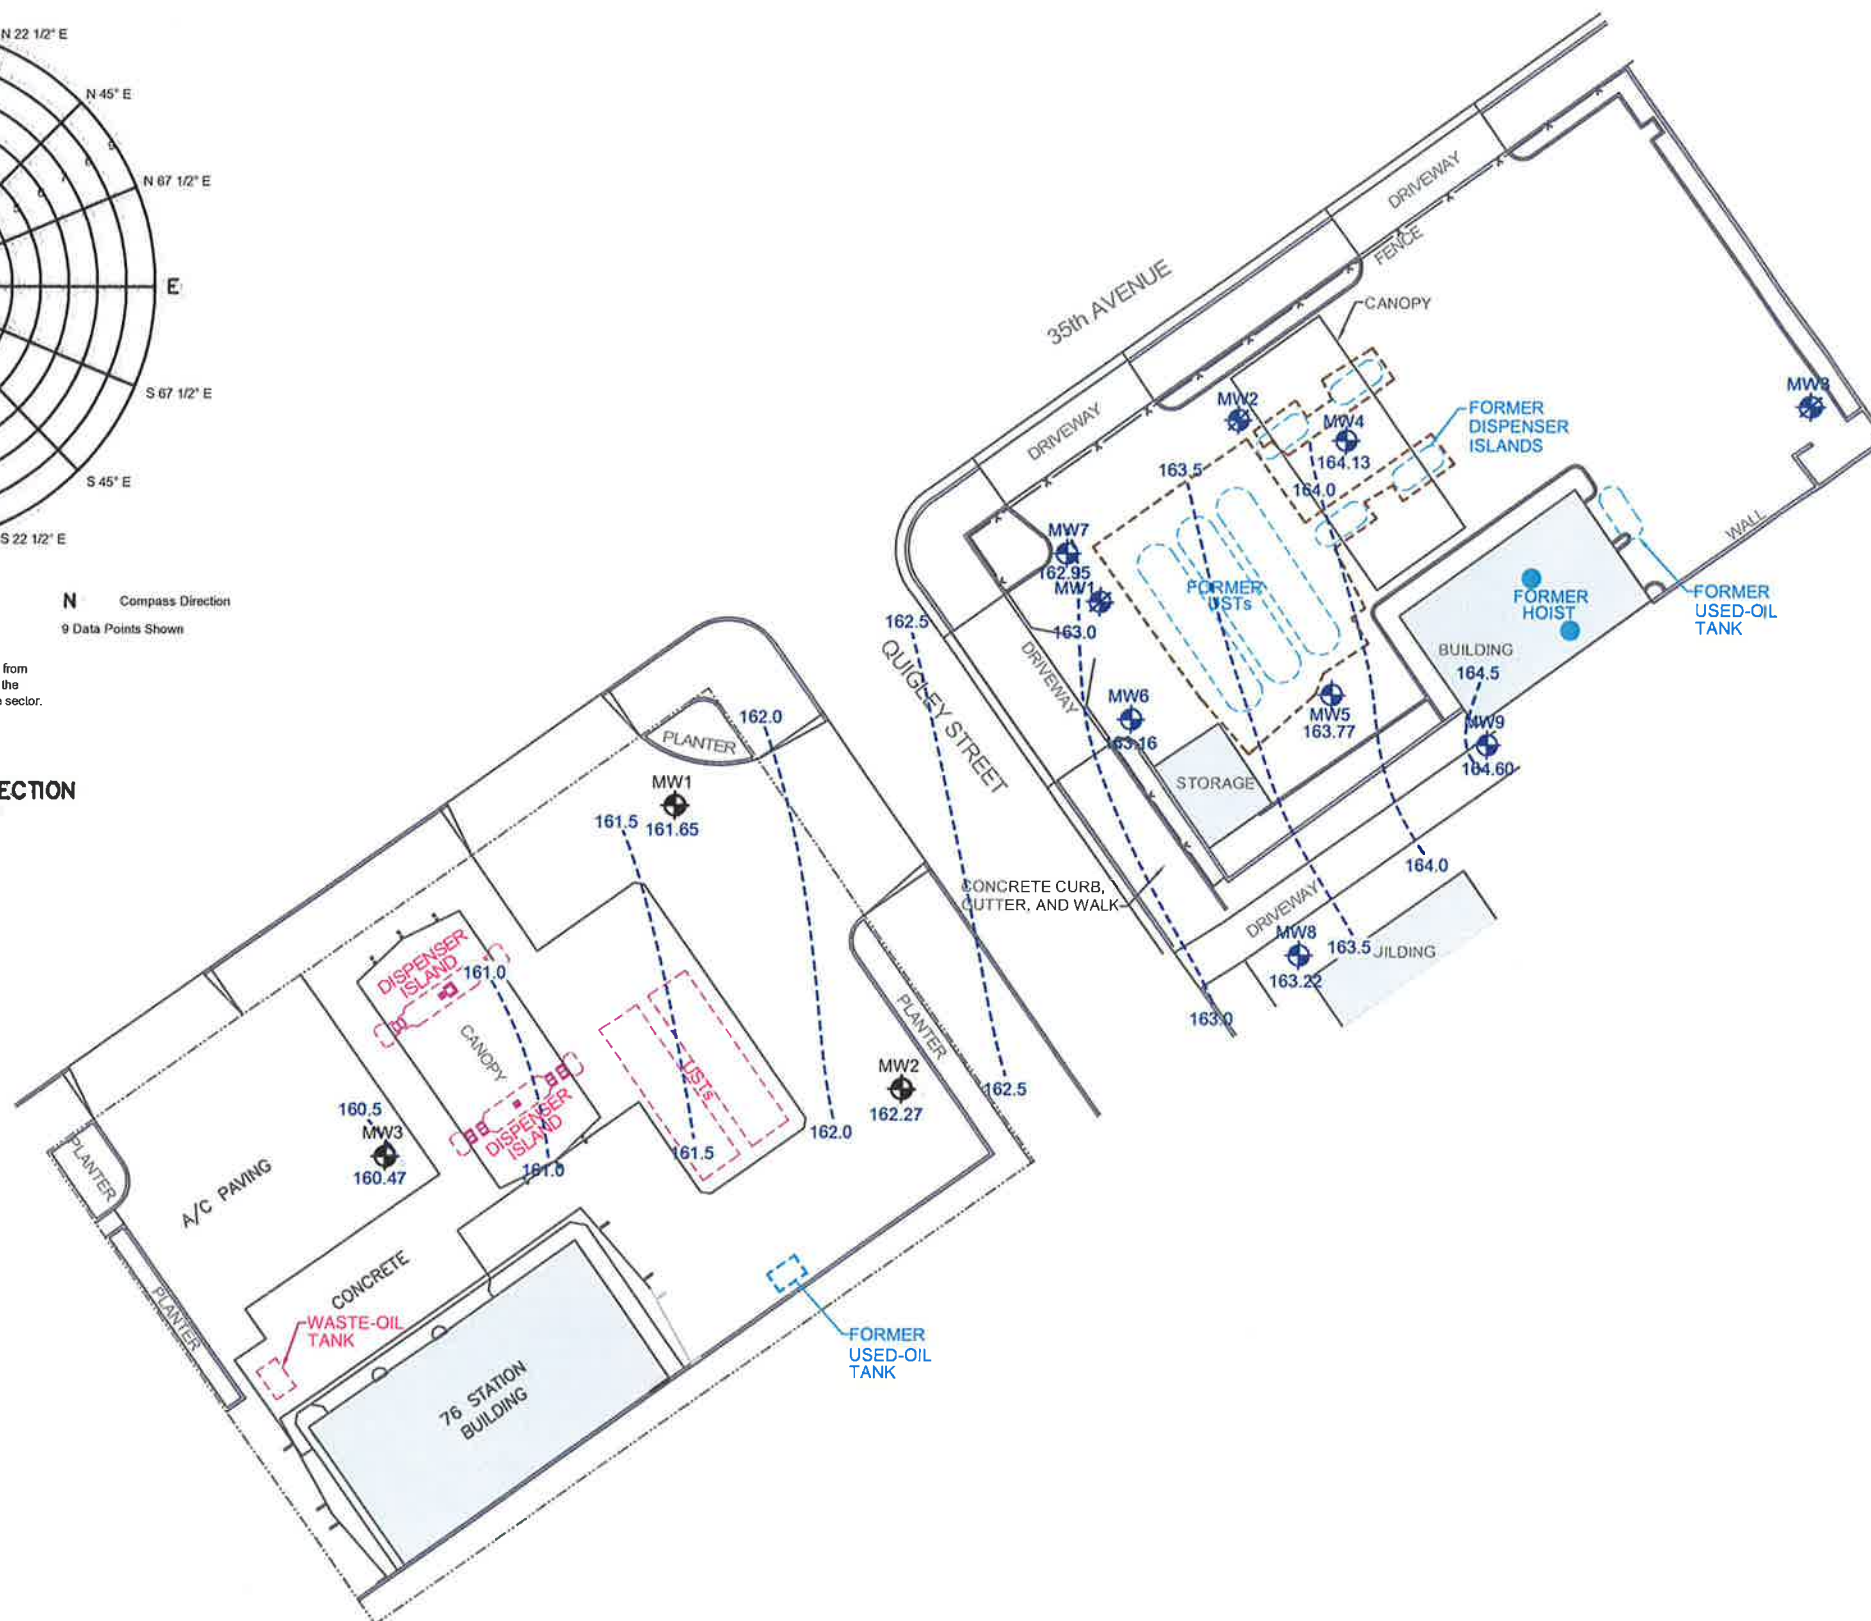 N 22 1/2° E
N 45° E
N 67 1/2° E
E
S 67 1/2° E
S 45° E
S 22 1/2° E
N Compass Direction
9 Data Points Shown
from
the
sector.
ECTION
35th AVENUE
DRIVEWAY
FENCE
CANOPY
DRIVEWAY
MW3
MW2
MW4
164.13
FORMER
DISPENSER
ISLANDS
163.5
164.0
MW7
162.95
MW1
163.0
FORMER
USTs
FORMER
HOIST
WALL
FORMER
USED-OIL
TANK
BUILDING
164.5
162.5
QUIGLEY STREET
DRIVEWAY
MW6
163.16
MW5
163.77
MW9
164.60
STORAGE
164.0
CONCRETE CURB,
GUTTER, AND WALK
DRIVEWAY
MW8
163.22
163.5
UILDING
163.0
162.0
PLANTER
MW1
161.65
161.5
DISPENSER
ISLAND
161.0
CANOPY
USTs
PLANTER
MW2
162.27
162.5
162.0
161.5
DISPENSER
ISLAND
161.0
160.5
MW3
160.47
PLANTER
A/C PAVING
CONCRETE
PLANTER
WASTE-OIL
TANK
76 STATION
BUILDING
FORMER
USED-OIL
TANK